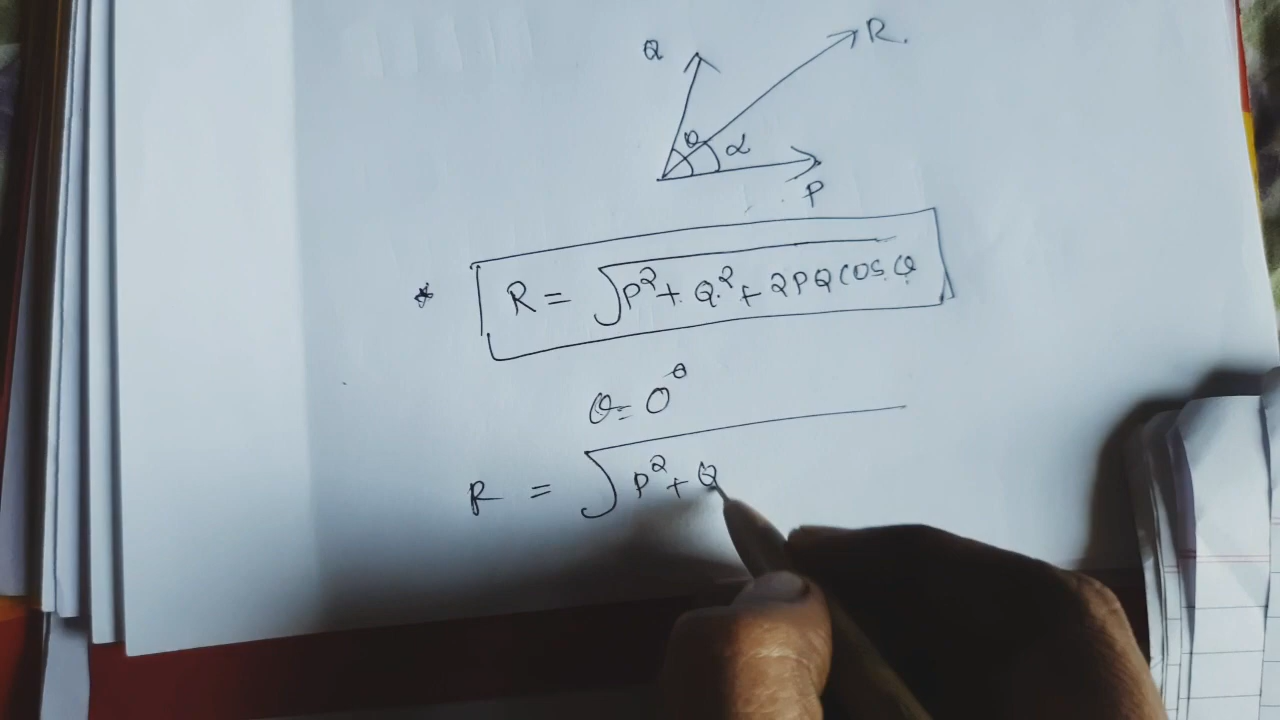 Q
R.
θ
α
P
* R = √P²+ Q²+ 2PQ cos θ
θ = 0°
R = √P²+ Q